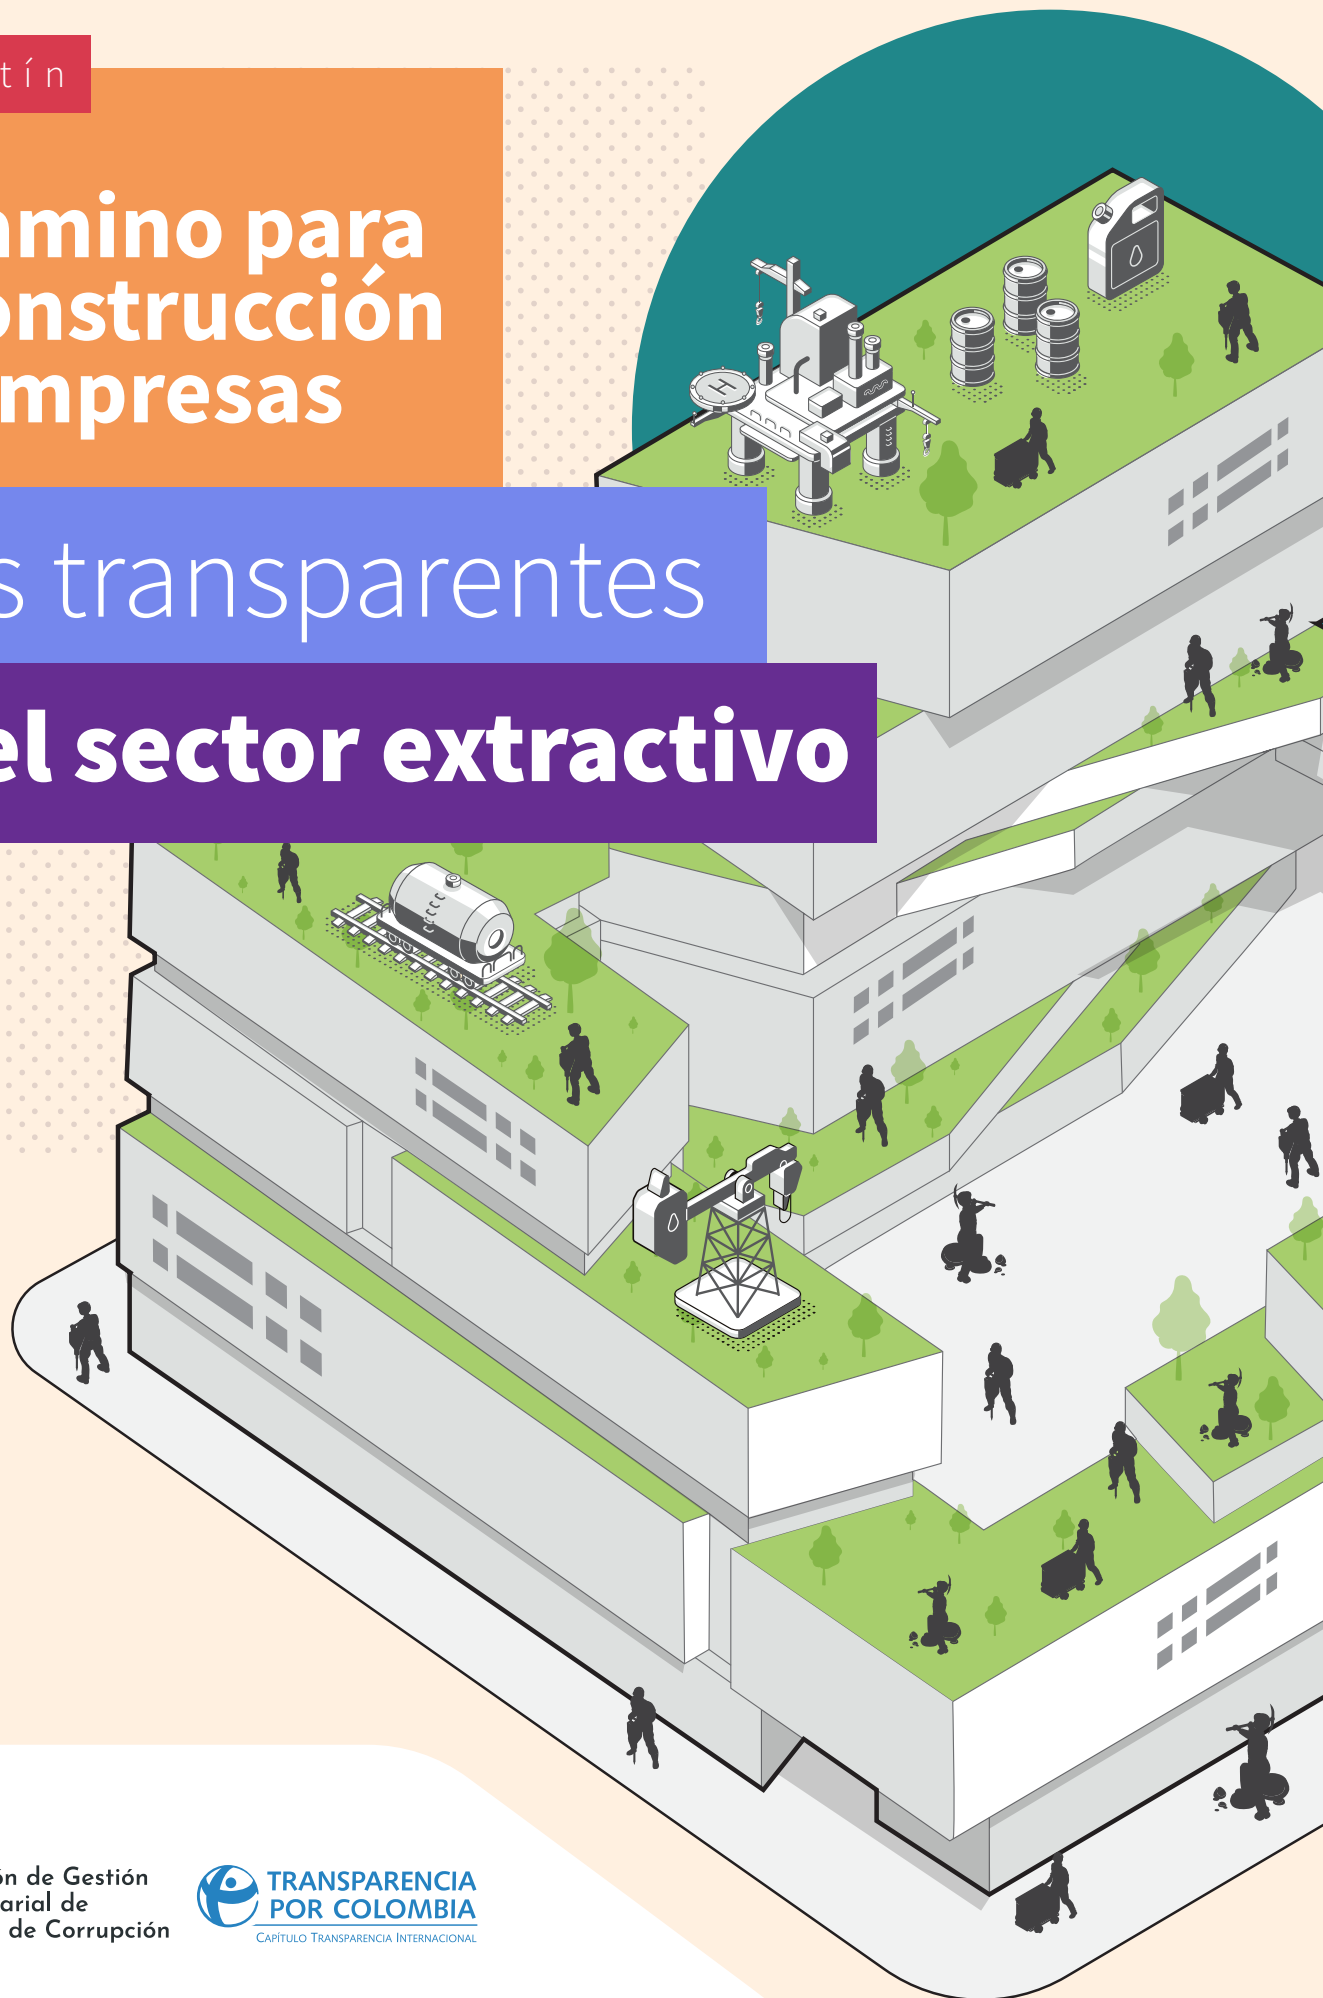 tín
amino para
onstrucción
mpresas
s transparentes
el sector extractivo
ón de Gestión
arial de
de Corrupción
TRANSPARENCIA
POR COLOMBIA
CAPÍTULO TRANSPARENCIA INTERNACIONAL
H